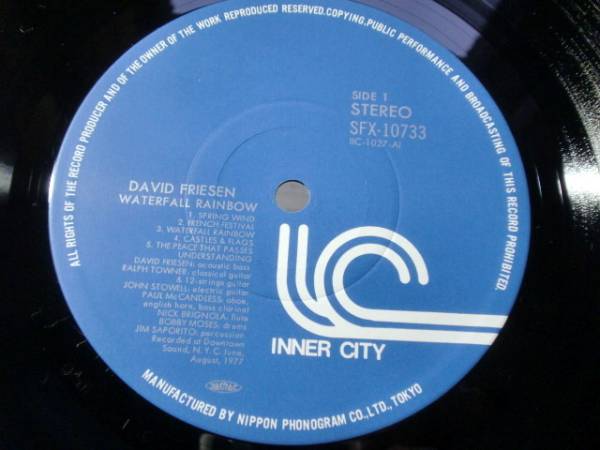 ALL RIGHTS OF THE RECORD PRODUCER AND OF THE OWNER OF THE WORK REPRODUCED RESERVED.COPYING,PUBLIC PERFORMANCE AND BROADCASTING OF THIS RECORD PROHIBITED.
SIDE 1
STEREO
SFX-10733
(IC-1027-A)
DAVID FRIESEN
WATERFALL RAINBOW
1. SPRING WIND
2. FRENCH-FESTIVAL
3. WATERFALL RAINBOW
4. CASTLES & FLAGS
5. THE PEACE THAT PASSES
UNDERSTANDING
DAVID FRIESEN: acoustic bass
RALPH TOWNER: classical guitar
& 12-strings guitar
JOHN STOWELL: electric guitar
PAUL McCANDLESS: oboe,
english horn, bass clarinet
NICK BRIGNOLA: flute
BOBBY MOSES: drums
JIM SAPORITO: percussion
Recorded at Downtown
Sound, N.Y.C. June,
August, 1977
INNER CITY
MANUFACTURED BY NIPPON PHONOGRAM CO.,LTD., TOKYO